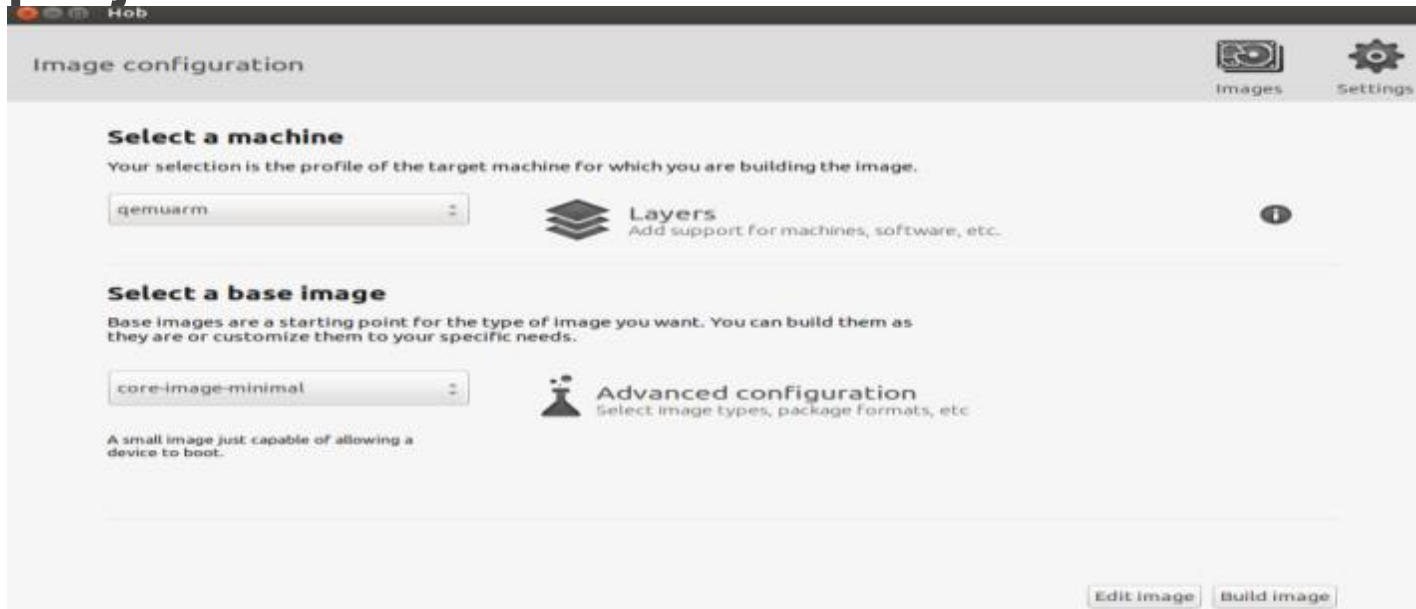 Hob
Image configuration
Images
Settings
Select a machine
Your selection is the profile of the target machine for which you are building the image.
qemuarm
Layers
Add support for machines, software, etc.
Select a base image
Base images are a starting point for the type of image you want. You can build them as
they are or customize them to your specific needs.
core-image-minimal
Advanced configuration
Select image types, package formats, etc
A small image just capable of allowing a
device to boot.
Edit image
Build image